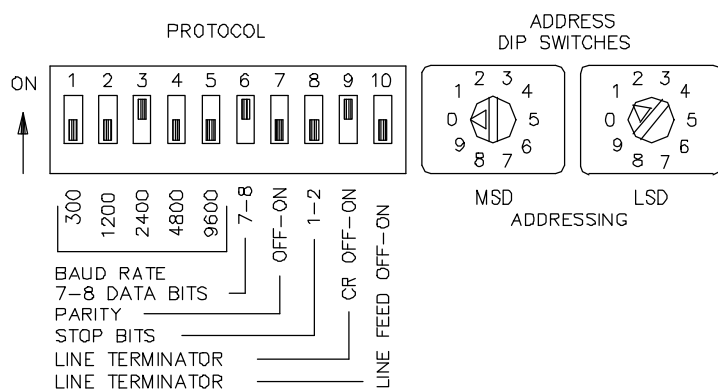 PROTOCOL
ADDRESS
DIP SWITCHES
ON
1 2 3 4 5 6 7 8 9 10
0 1 2 3 4 5 6 7 8 9
0 1 2 3 4 5 6 7 8 9
MSD
LSD
ADDRESSING
300
1200
2400
4800
9600
7-8
OFF-ON
1-2
CR OFF-ON
LINE FEED OFF-ON
BAUD RATE
7-8 DATA BITS
PARITY
STOP BITS
LINE TERMINATOR
LINE TERMINATOR